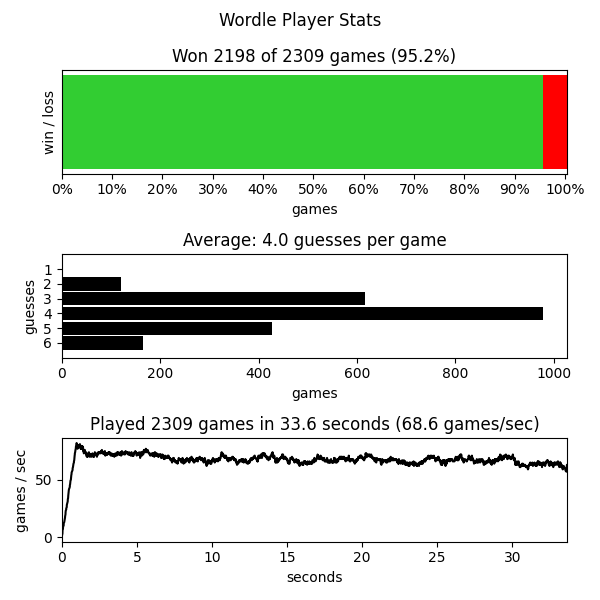 Wordle Player Stats
Won 2198 of 2309 games (95.2%)
win / loss
0% 10% 20% 30% 40% 50% 60% 70% 80% 90% 100%
games
Average: 4.0 guesses per game
guesses
1
2
3
4
5
6
0 200 400 600 800 1000
games
Played 2309 games in 33.6 seconds (68.6 games/sec)
games / sec
50
0
0 5 10 15 20 25 30
seconds